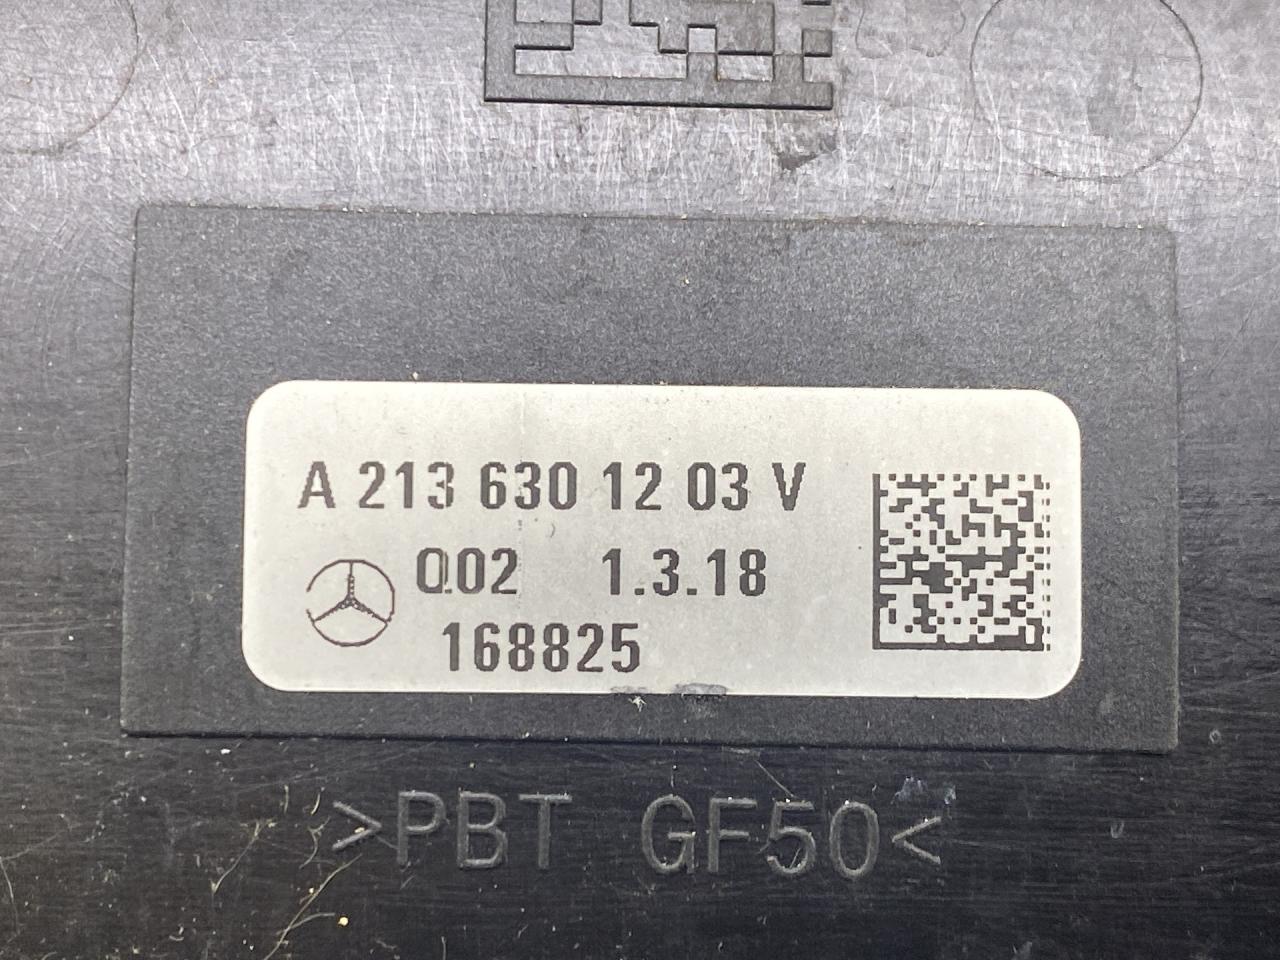 A 213 630 12 03 V
Q02 1.3.18
168825
>PBT GF50<